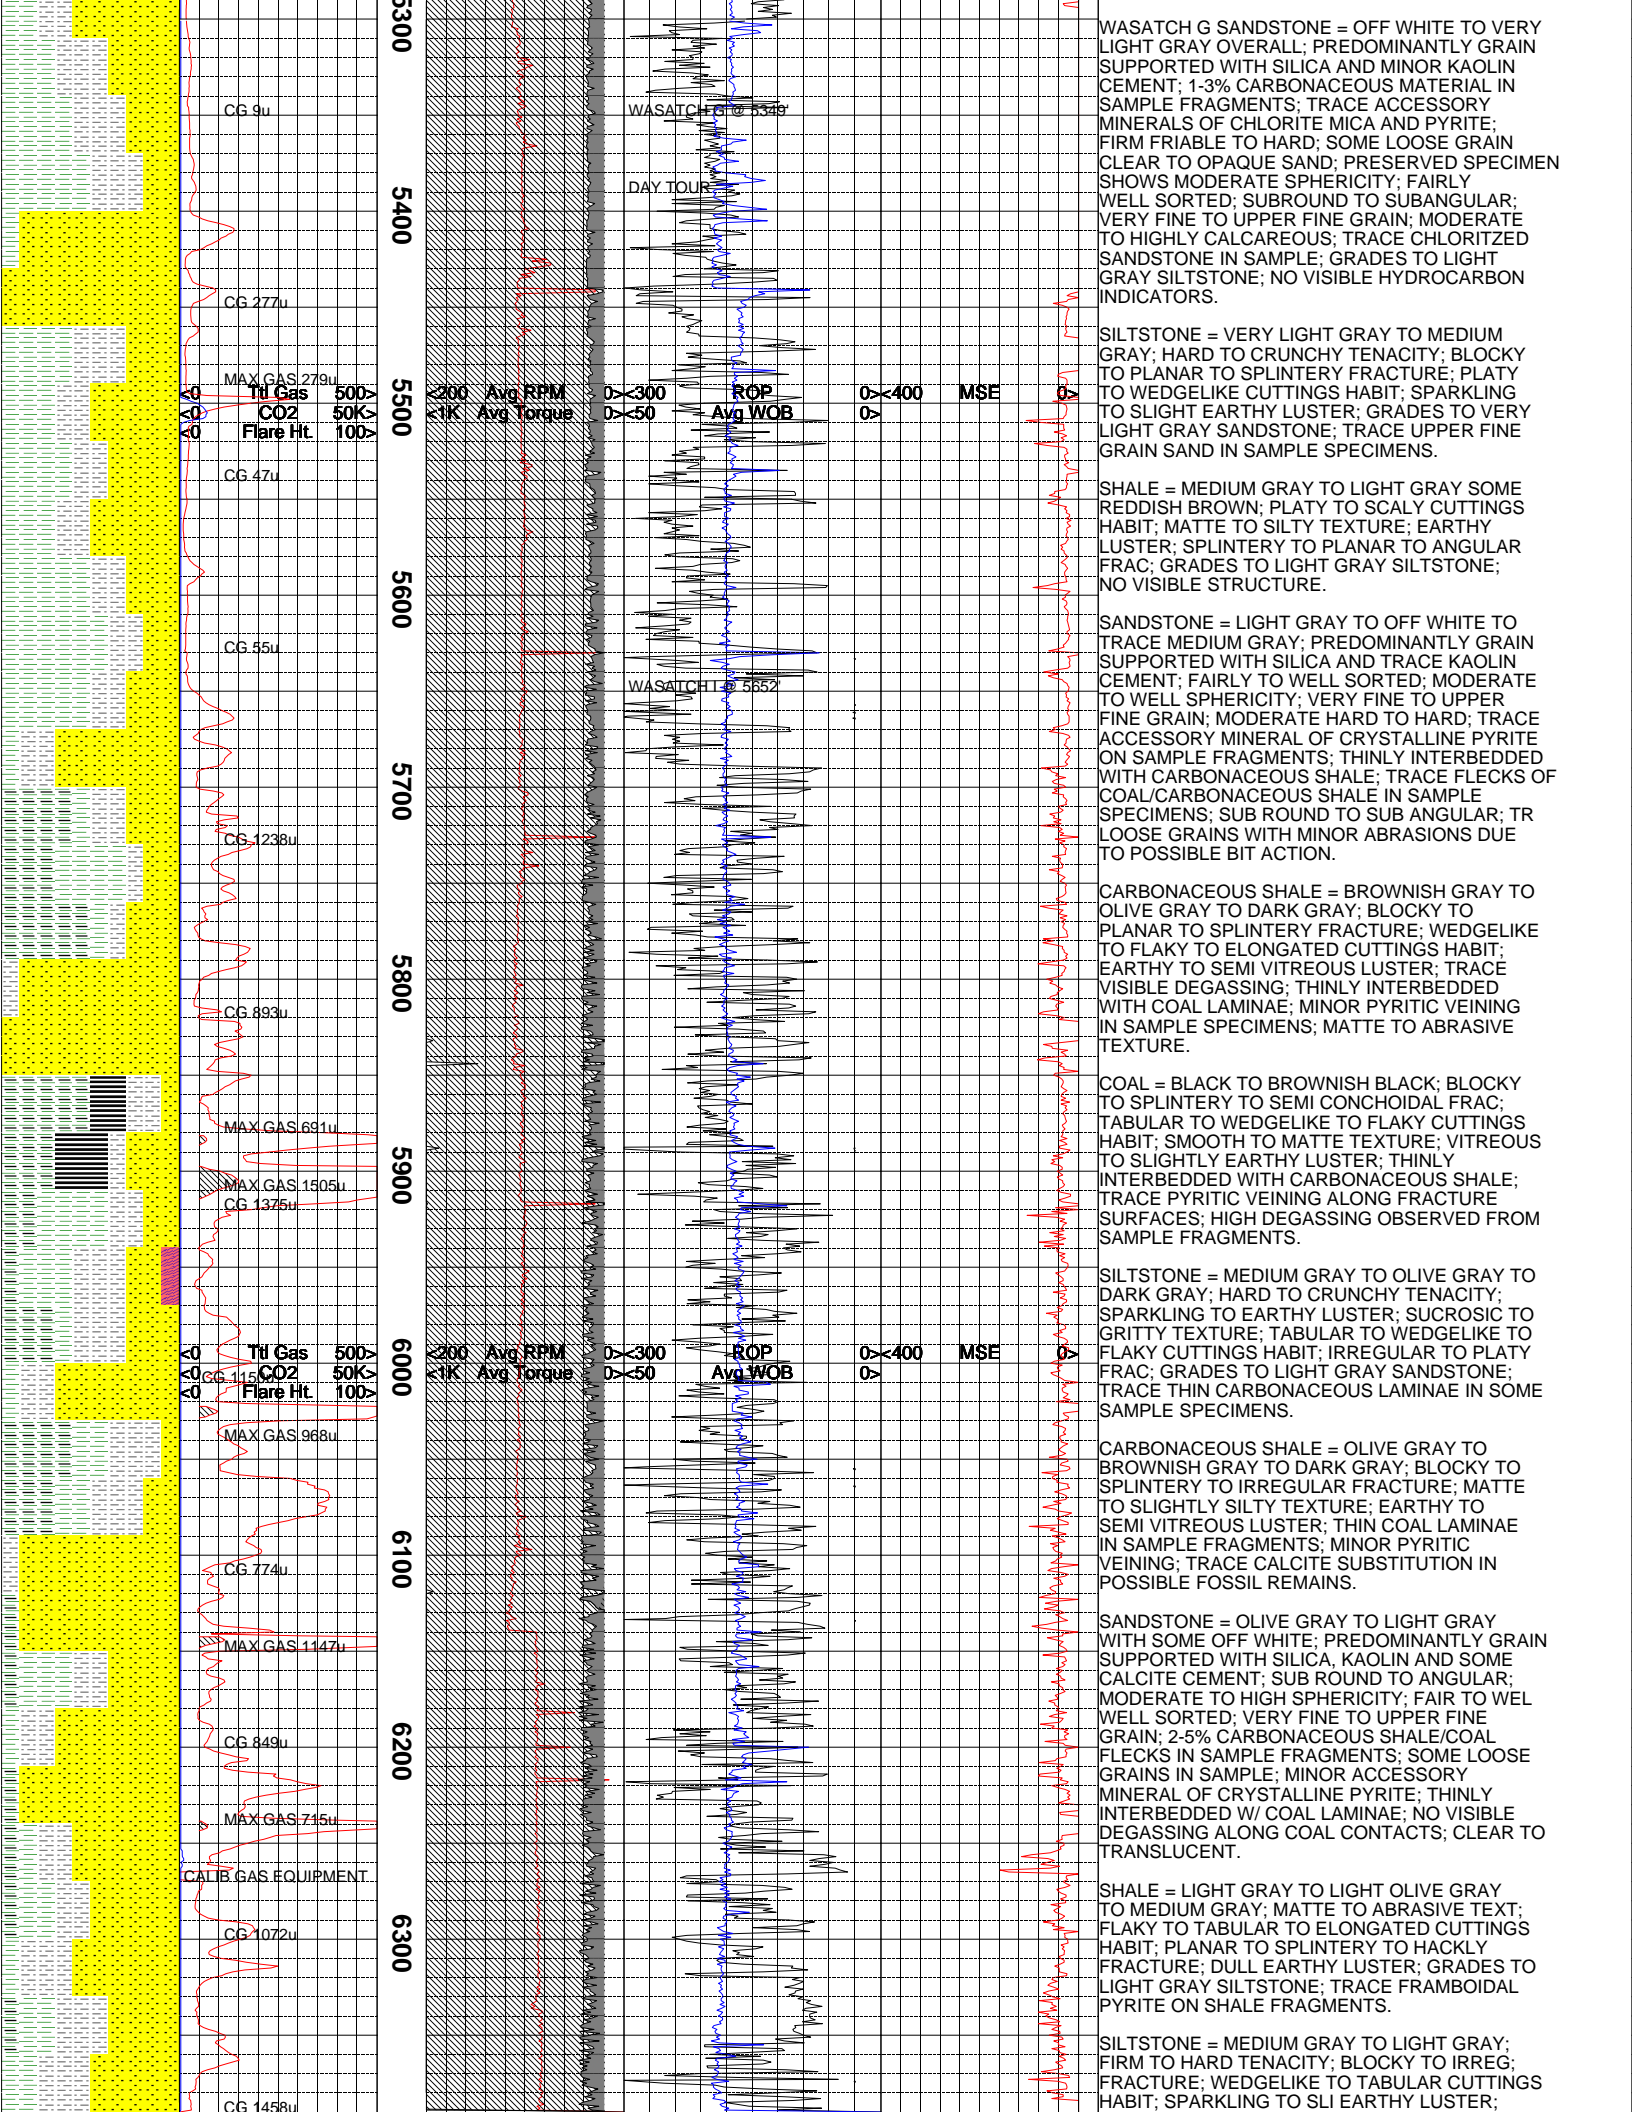 5300
CG 9u
WASATCH G @ 5349'
DAY TOUR
5400
CG 277u
MAX GAS 279u
<0 Ttl Gas 500>
<0 CO2 50K>
<0 Flare Ht. 100>
<200 Avg RPM 0>
<1K Avg Torque 0>
<300 ROP 0>
<50 Avg WOB 0>
<400 MSE 0>
5500
CG 47u
5600
CG 55u
WASATCH I @ 5652'
5700
CG 1238u
5800
CG 893u
MAX GAS 691u
5900
MAX GAS 1505u
CG 1375u
<0 Ttl Gas 500>
<0 CO2 50K>
<0 Flare Ht. 100>
<200 Avg RPM 0>
<1K Avg Torque 0>
<300 ROP 0>
<50 Avg WOB 0>
<400 MSE 0>
6000
MAX GAS 968u
6100
CG 774u
MAX GAS 1147u
6200
CG 849u
MAX GAS 715u
CALIB GAS EQUIPMENT
6300
CG 1072u
CG 1458u
WASATCH G SANDSTONE = OFF WHITE TO VERY
LIGHT GRAY OVERALL; PREDOMINANTLY GRAIN
SUPPORTED WITH SILICA AND MINOR KAOLIN
CEMENT; 1-3% CARBONACEOUS MATERIAL IN
SAMPLE FRAGMENTS; TRACE ACCESSORY
MINERALS OF CHLORITE MICA AND PYRITE;
FIRM FRIABLE TO HARD; SOME LOOSE GRAIN
CLEAR TO OPAQUE SAND; PRESERVED SPECIMEN
SHOWS MODERATE SPHERICITY; FAIRLY
WELL SORTED; SUBROUND TO SUBANGULAR;
VERY FINE TO UPPER FINE GRAIN; MODERATE
TO HIGHLY CALCAREOUS; TRACE CHLORITZED
SANDSTONE IN SAMPLE; GRADES TO LIGHT
GRAY SILTSTONE; NO VISIBLE HYDROCARBON
INDICATORS.
SILTSTONE = VERY LIGHT GRAY TO MEDIUM
GRAY; HARD TO CRUNCHY TENACITY; BLOCKY
TO PLANAR TO SPLINTERY FRACTURE; PLATY
TO WEDGELIKE CUTTINGS HABIT; SPARKLING
TO SLIGHT EARTHY LUSTER; GRADES TO VERY
LIGHT GRAY SANDSTONE; TRACE UPPER FINE
GRAIN SAND IN SAMPLE SPECIMENS.
SHALE = MEDIUM GRAY TO LIGHT GRAY SOME
REDDISH BROWN; PLATY TO SCALY CUTTINGS
HABIT; MATTE TO SILTY TEXTURE; EARTHY
LUSTER; SPLINTERY TO PLANAR TO ANGULAR
FRAC; GRADES TO LIGHT GRAY SILTSTONE;
NO VISIBLE STRUCTURE.
SANDSTONE = LIGHT GRAY TO OFF WHITE TO
TRACE MEDIUM GRAY; PREDOMINANTLY GRAIN
SUPPORTED WITH SILICA AND TRACE KAOLIN
CEMENT; FAIRLY TO WELL SORTED; MODERATE
TO WELL SPHERICITY; VERY FINE TO UPPER
FINE GRAIN; MODERATE HARD TO HARD; TRACE
ACCESSORY MINERAL OF CRYSTALLINE PYRITE
ON SAMPLE FRAGMENTS; THINLY INTERBEDDED
WITH CARBONACEOUS SHALE; TRACE FLECKS OF
COAL/CARBONACEOUS SHALE IN SAMPLE
SPECIMENS; SUB ROUND TO SUB ANGULAR; TR
LOOSE GRAINS WITH MINOR ABRASIONS DUE
TO POSSIBLE BIT ACTION.
CARBONACEOUS SHALE = BROWNISH GRAY TO
OLIVE GRAY TO DARK GRAY; BLOCKY TO
PLANAR TO SPLINTERY FRACTURE; WEDGELIKE
TO FLAKY TO ELONGATED CUTTINGS HABIT;
EARTHY TO SEMI VITREOUS LUSTER; TRACE
VISIBLE DEGASSING; THINLY INTERBEDDED
WITH COAL LAMINAE; MINOR PYRITIC VEINING
IN SAMPLE SPECIMENS; MATTE TO ABRASIVE
TEXTURE.
COAL = BLACK TO BROWNISH BLACK; BLOCKY
TO SPLINTERY TO SEMI CONCHOIDAL FRAC;
TABULAR TO WEDGELIKE TO FLAKY CUTTINGS
HABIT; SMOOTH TO MATTE TEXTURE; VITREOUS
TO SLIGHTLY EARTHY LUSTER; THINLY
INTERBEDDED WITH CARBONACEOUS SHALE;
TRACE PYRITIC VEINING ALONG FRACTURE
SURFACES; HIGH DEGASSING OBSERVED FROM
SAMPLE FRAGMENTS.
SILTSTONE = MEDIUM GRAY TO OLIVE GRAY TO
DARK GRAY; HARD TO CRUNCHY TENACITY;
SPARKLING TO EARTHY LUSTER; SUCROSIC TO
GRITTY TEXTURE; TABULAR TO WEDGELIKE TO
FLAKY CUTTINGS HABIT; IRREGULAR TO PLATY
FRAC; GRADES TO LIGHT GRAY SANDSTONE;
TRACE THIN CARBONACEOUS LAMINAE IN SOME
SAMPLE SPECIMENS.
CARBONACEOUS SHALE = OLIVE GRAY TO
BROWNISH GRAY TO DARK GRAY; BLOCKY TO
SPLINTERY TO IRREGULAR FRACTURE; MATTE
TO SLIGHTLY SILTY TEXTURE; EARTHY TO
SEMI VITREOUS LUSTER; THIN COAL LAMINAE
IN SAMPLE FRAGMENTS; MINOR PYRITIC
VEINING; TRACE CALCITE SUBSTITUTION IN
POSSIBLE FOSSIL REMAINS.
SANDSTONE = OLIVE GRAY TO LIGHT GRAY
WITH SOME OFF WHITE; PREDOMINANTLY GRAIN
SUPPORTED WITH SILICA, KAOLIN AND SOME
CALCITE CEMENT; SUB ROUND TO ANGULAR;
MODERATE TO HIGH SPHERICITY; FAIR TO WEL
WELL SORTED; VERY FINE TO UPPER FINE
GRAIN; 2-5% CARBONACEOUS SHALE/COAL
FLECKS IN SAMPLE FRAGMENTS; SOME LOOSE
GRAINS IN SAMPLE; MINOR ACCESSORY
MINERAL OF CRYSTALLINE PYRITE; THINLY
INTERBEDDED W/ COAL LAMINAE; NO VISIBLE
DEGASSING ALONG COAL CONTACTS; CLEAR TO
TRANSLUCENT.
SHALE = LIGHT GRAY TO LIGHT OLIVE GRAY
TO MEDIUM GRAY; MATTE TO ABRASIVE TEXT;
FLAKY TO TABULAR TO ELONGATED CUTTINGS
HABIT; PLANAR TO SPLINTERY TO HACKLY
FRACTURE; DULL EARTHY LUSTER; GRADES TO
LIGHT GRAY SILTSTONE; TRACE FRAMBOIDAL
PYRITE ON SHALE FRAGMENTS.
SILTSTONE = MEDIUM GRAY TO LIGHT GRAY;
FIRM TO HARD TENACITY; BLOCKY TO IRREG;
FRACTURE; WEDGELIKE TO TABULAR CUTTINGS
HABIT; SPARKLING TO SLI EARTHY LUSTER;